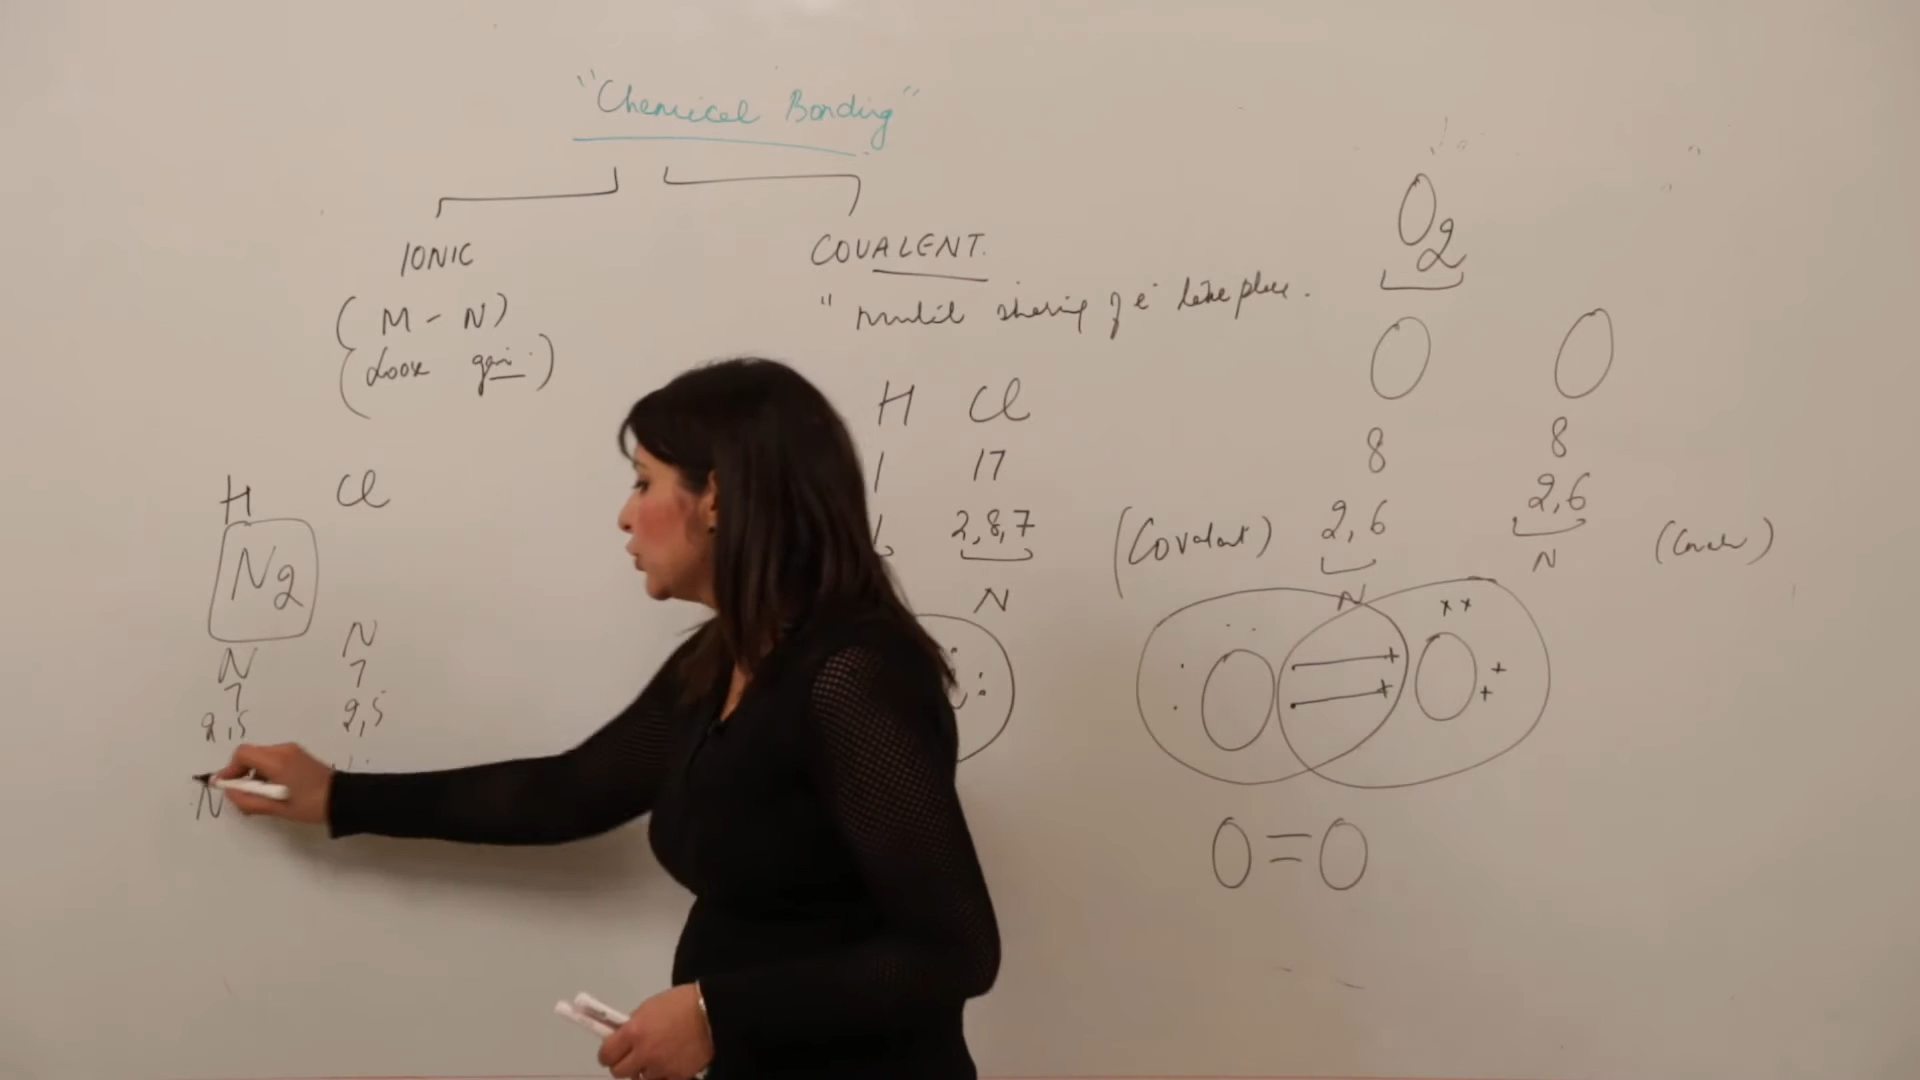 "Chemical Bonding"
IONIC
(M - N)
(Loose gain)
COVALENT.
" mutual sharing of e⁻ take place.
H Cl
1 17
1 2,8,7
N
(Covalent)
O2
O O
8 8
2,6 2,6
N N
O O
O=O
H Cl
N2
N N
7 7
2,5 2,5
N